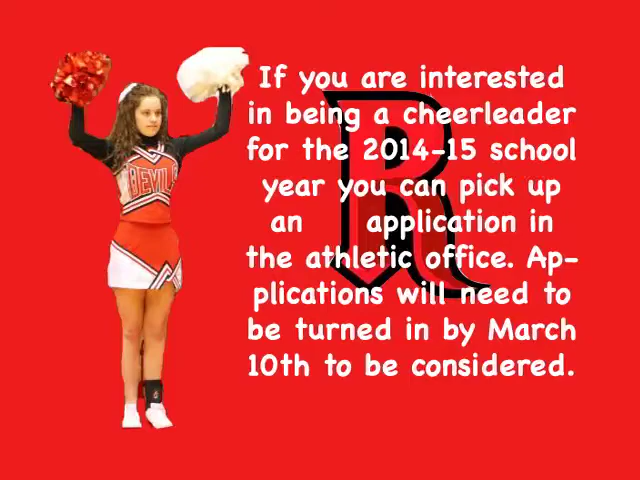 If you are interested
in being a cheerleader
for the 2014-15 school
year you can pick up
an application in
the athletic office. Ap-
plications will need to
be turned in by March
10th to be considered.
DEVILS
R